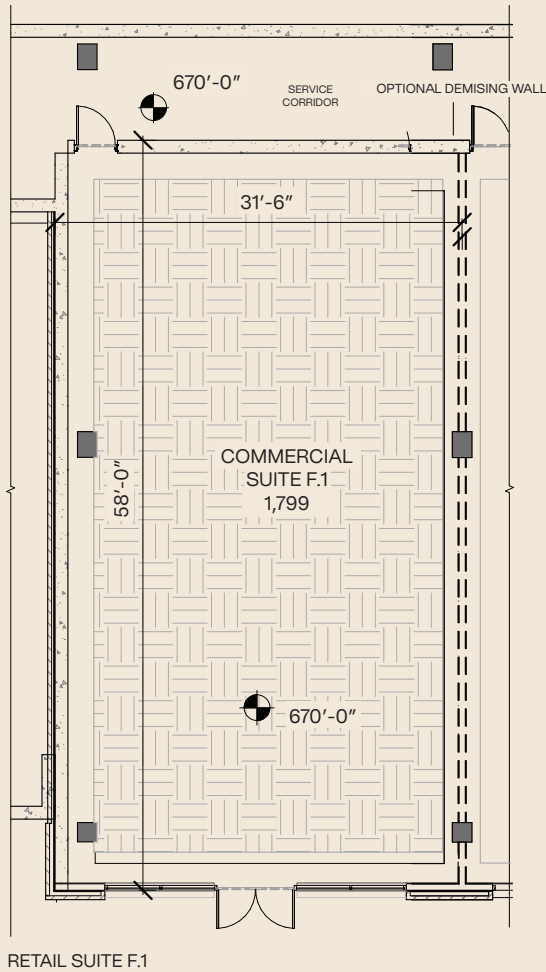 670’-0”
SERVICE
CORRIDOR
OPTIONAL DEMISING WALL
31’-6”
COMMERCIAL
SUITE F.1
1,799
58’-0”
670’-0”
RETAIL SUITE F.1